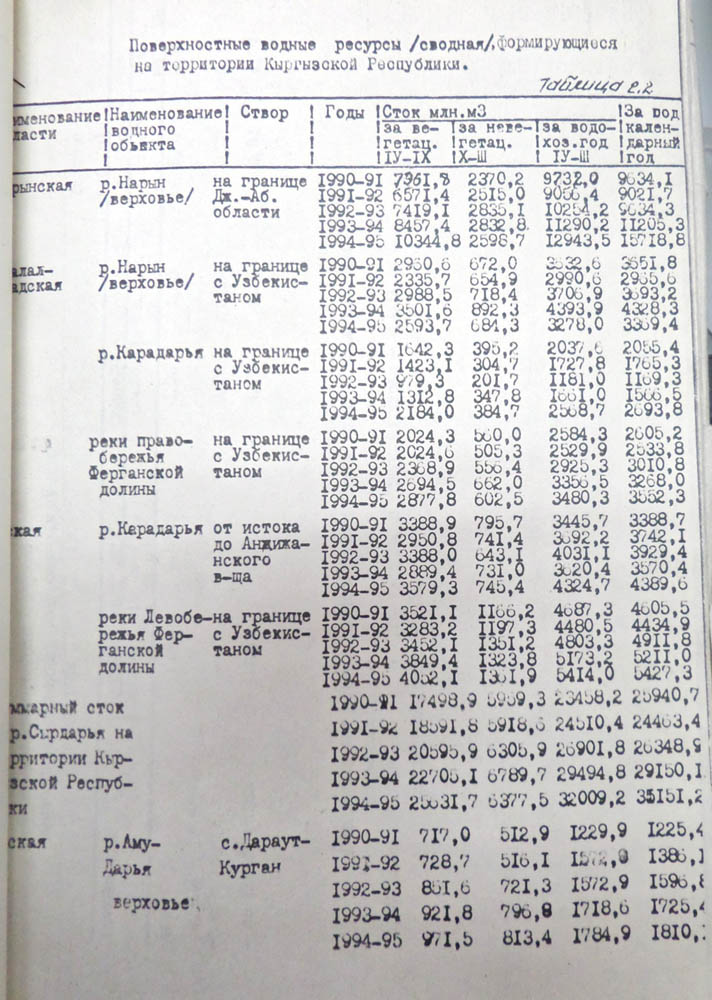 Поверхностные водные ресурсы /сводная/,формирующиеся
на территории Кыргызской Республики.
Таблица 2.2
именование !Наименование! Створ ! Годы !Сток млн.м3 !За год
ласти !водного ! ! !за ве- !за неве-!за водо-!кален-
!объекта ! ! !гетац. !гетац. !хоз.год !дарный
! ! ! !IУ-IX !X-Ш !IУ-Ш !год
рынская р.Нарын на границе 1990-91 7361,8 2370,2 9732,0 9634,1
/верховье/ Дж.-Аб. 1991-92 6571,4 2515,0 9086,4 9021,7
области 1992-93 7419,1 2835,1 10254,2 9634,3
1993-94 8457,4 2832,8 11290,2 11205,3
1994-95 10344,8 2598,7 12943,5 15718,8
алал- р.Нарын на границе 1990-91 2960,6 672,0 3632,6 3651,8
адская /верховье/ с Узбекис- 1991-92 2335,7 654,9 2990,6 2965,6
таном 1992-93 2988,5 718,4 3706,9 3693,2
1993-94 3501,6 892,3 4393,9 4328,3
1994-95 2593,7 684,3 3278,0 3369,4
р.Карадарья на границе 1990-91 1642,3 395,2 2037,6 2055,4
с Узбекис- 1991-92 1423,1 304,7 1727,8 1765,3
таном 1992-93 979,3 201,7 1181,0 1169,3
1993-94 1312,8 347,8 1661,0 1566,5
1994-95 2184,0 384,7 2568,7 2693,8
реки право- на границе 1990-91 2024,3 560,0 2584,3 2605,2
бережья с Узбекис- 1991-92 2024,6 505,3 2529,9 2533,8
Ферганской таном 1992-93 2368,9 556,4 2925,3 3010,8
долины 1993-94 2694,5 662,0 3356,5 3268,0
1994-95 2877,8 602,5 3480,3 3552,3
ская р.Карадарья от истока 1990-91 3388,9 795,7 3445,7 3388,7
до Анжижа- 1991-92 2950,8 741,4 3692,2 3742,1
нского 1992-93 3388,0 643,1 4031,1 3929,4
в-ща 1993-94 2889,4 731,0 3620,4 3570,4
1994-95 3579,3 745,4 4324,7 4389,6
реки Левобе-на границе 1990-91 3521,1 1166,2 4687,3 4605,5
режья Фер- с Узбекис- 1991-92 3283,2 1197,3 4480,5 4434,9
ганской таном 1992-93 3452,1 1351,2 4803,3 4911,8
долины 1993-94 3849,4 1323,8 5173,2 5211,0
1994-95 4052,1 1361,9 5414,0 5427,3
ммарный сток 1990-91 17498,9 5959,3 23458,2 25940,7
р.Сырдарья на 1991-92 18591,8 5918,6 24510,4 24463,4
рритории Кыр- 1992-93 20595,9 6305,9 26901,8 26348,9
зской Респуб- 1993-94 22705,1 6789,7 29494,8 29150,1
ки 1994-95 25631,7 6377,5 32009,2 35151,2
ская р.Аму- с.Дараут- 1990-91 717,0 512,9 1229,9 1225,4
Дарья Курган 1991-92 728,7 516,1 1386,1
верховье 1992-93 851,6 721,3 1572,9 1596,8
1993-94 921,8 796,8 1718,6 1725,4
1994-95 971,5 813,4 1784,9 1810,1